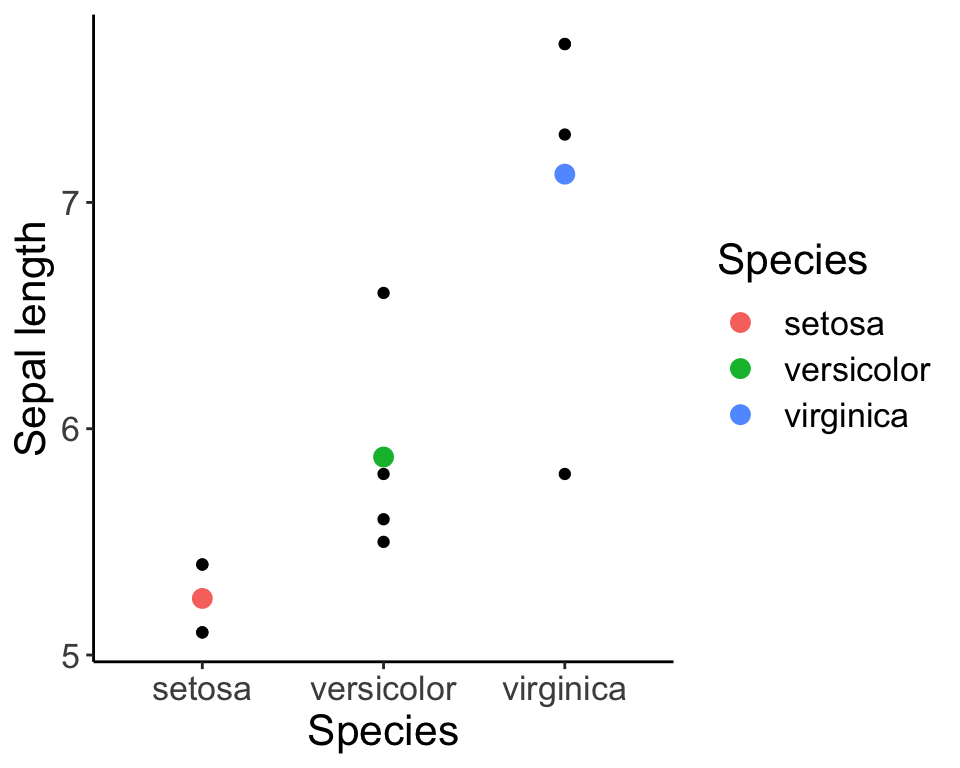 Sepal length
7
6
5
setosa versicolor virginica
Species
Species
setosa
versicolor
virginica